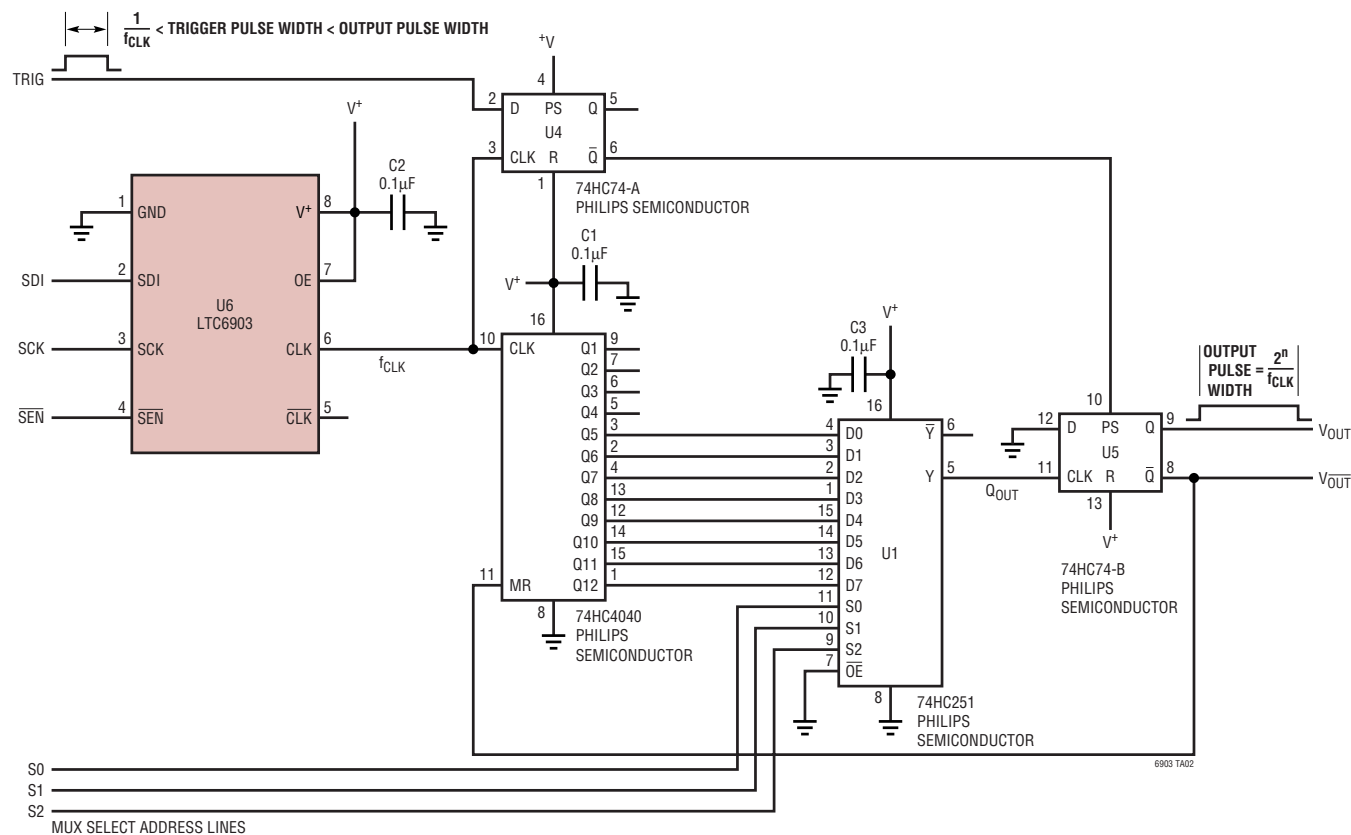 1
fCLK
< TRIGGER PULSE WIDTH < OUTPUT PULSE WIDTH
TRIG
+V
4
2 D PS Q 5
U4
3 CLK R Q̅ 6
1
74HC74-A
PHILIPS SEMICONDUCTOR
V+
C2
0.1µF
1 GND V+ 8
SDI 2 SDI OE 7
U6
LTC6903
SCK 3 SCK CLK 6
fCLK
S̅E̅N̅ 4 S̅E̅N̅ C̅L̅K̅ 5
C1
0.1µF
V+
16
10 CLK Q1 9
Q2 7
Q3 6
Q4 5
Q5 3
Q6 2
Q7 4
Q8 13
Q9 12
Q10 14
Q11 15
11 MR Q12 1
8
74HC4040
PHILIPS
SEMICONDUCTOR
V+
C3
0.1µF
16
4 D0 Y̅ 6
3 D1
2 D2 Y 5
1 D3
15 D4
14 D5
13 D6
U1
12 D7
11 S0
10 S1
9 S2
7 O̅E̅
8
74HC251
PHILIPS
SEMICONDUCTOR
QOUT
OUTPUT
PULSE
WIDTH
= 2n
fCLK
10
12 D PS Q 9 VOUT
U5
11 CLK R Q̅ 8 VO̅U̅T̅
13
V+
74HC74-B
PHILIPS
SEMICONDUCTOR
6903 TA02
S0
S1
S2
MUX SELECT ADDRESS LINES